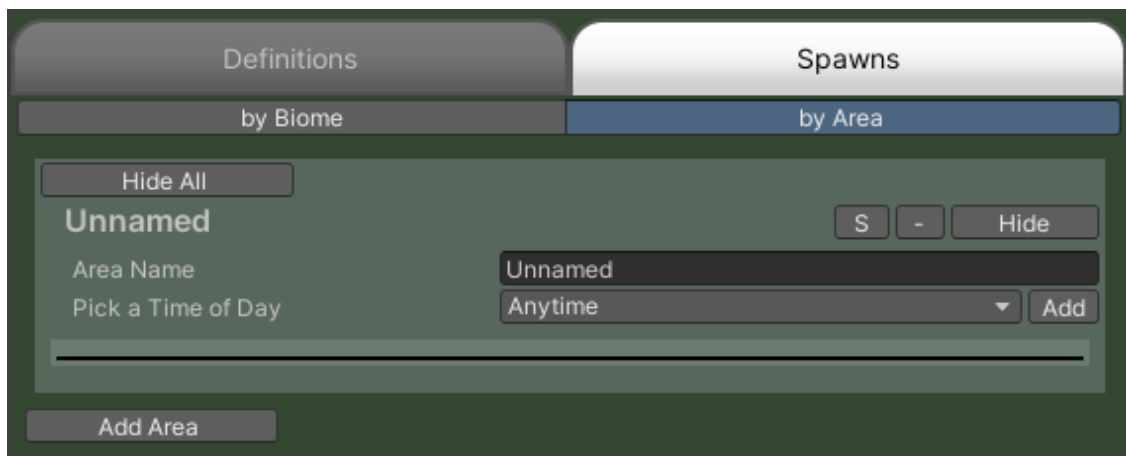 Definitions Spawns
by Biome by Area
Hide All
Unnamed S - Hide
Area Name Unnamed
Pick a Time of Day Anytime Add
Add Area